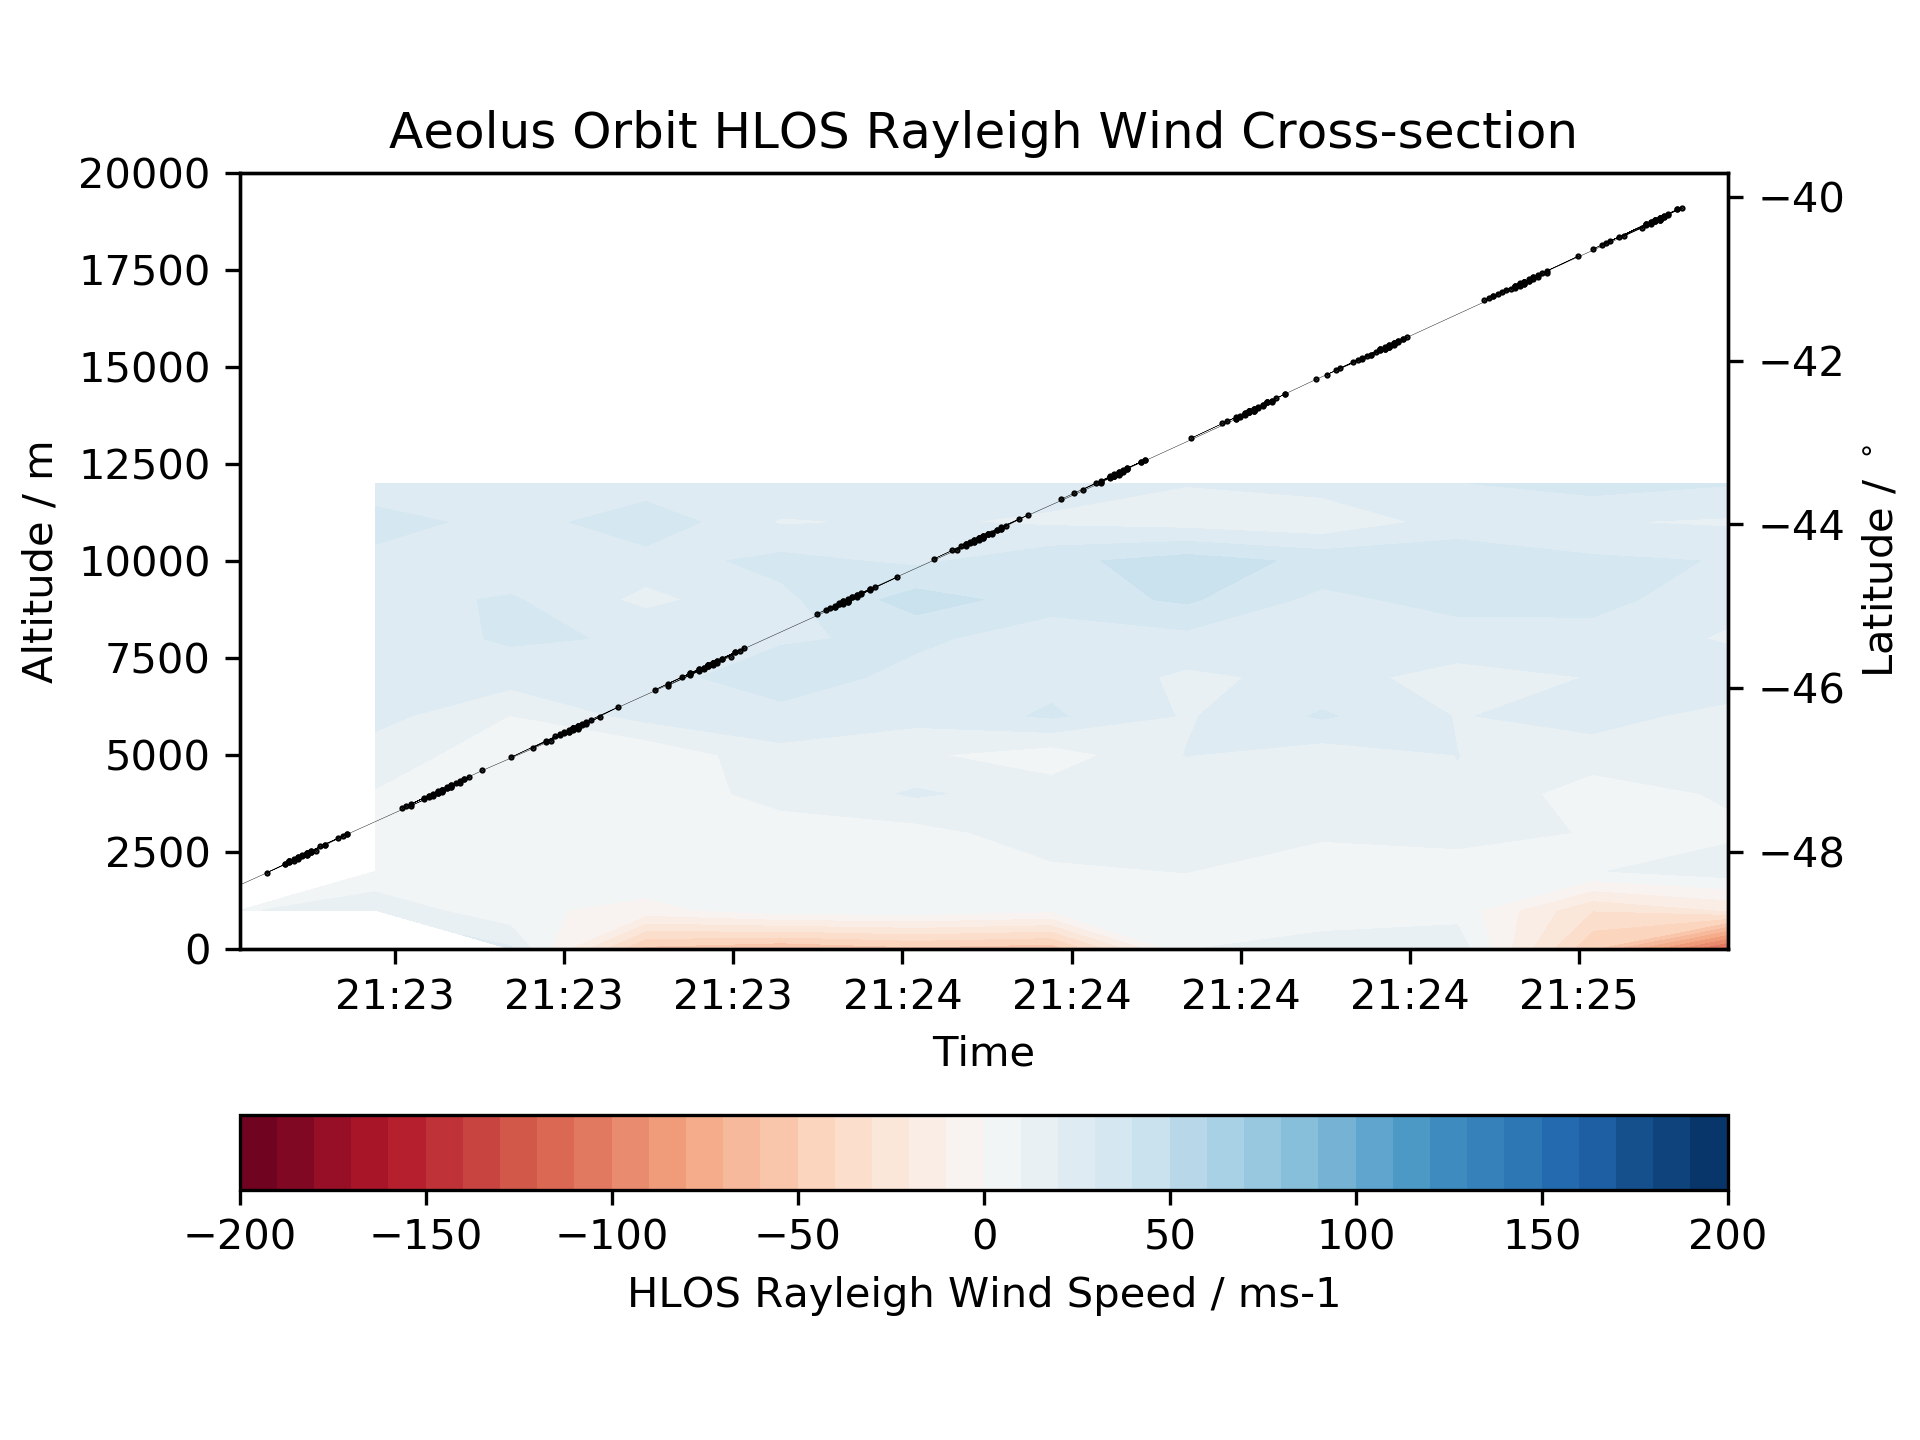 Aeolus Orbit HLOS Rayleigh Wind Cross-section
20000
17500
15000
12500
10000
7500
5000
2500
0
Altitude / m
−40
−42
−44
−46
−48
Latitude / °
21:23 21:23 21:23 21:24 21:24 21:24 21:24 21:25
Time
−200 −150 −100 −50 0 50 100 150 200
HLOS Rayleigh Wind Speed / ms-1